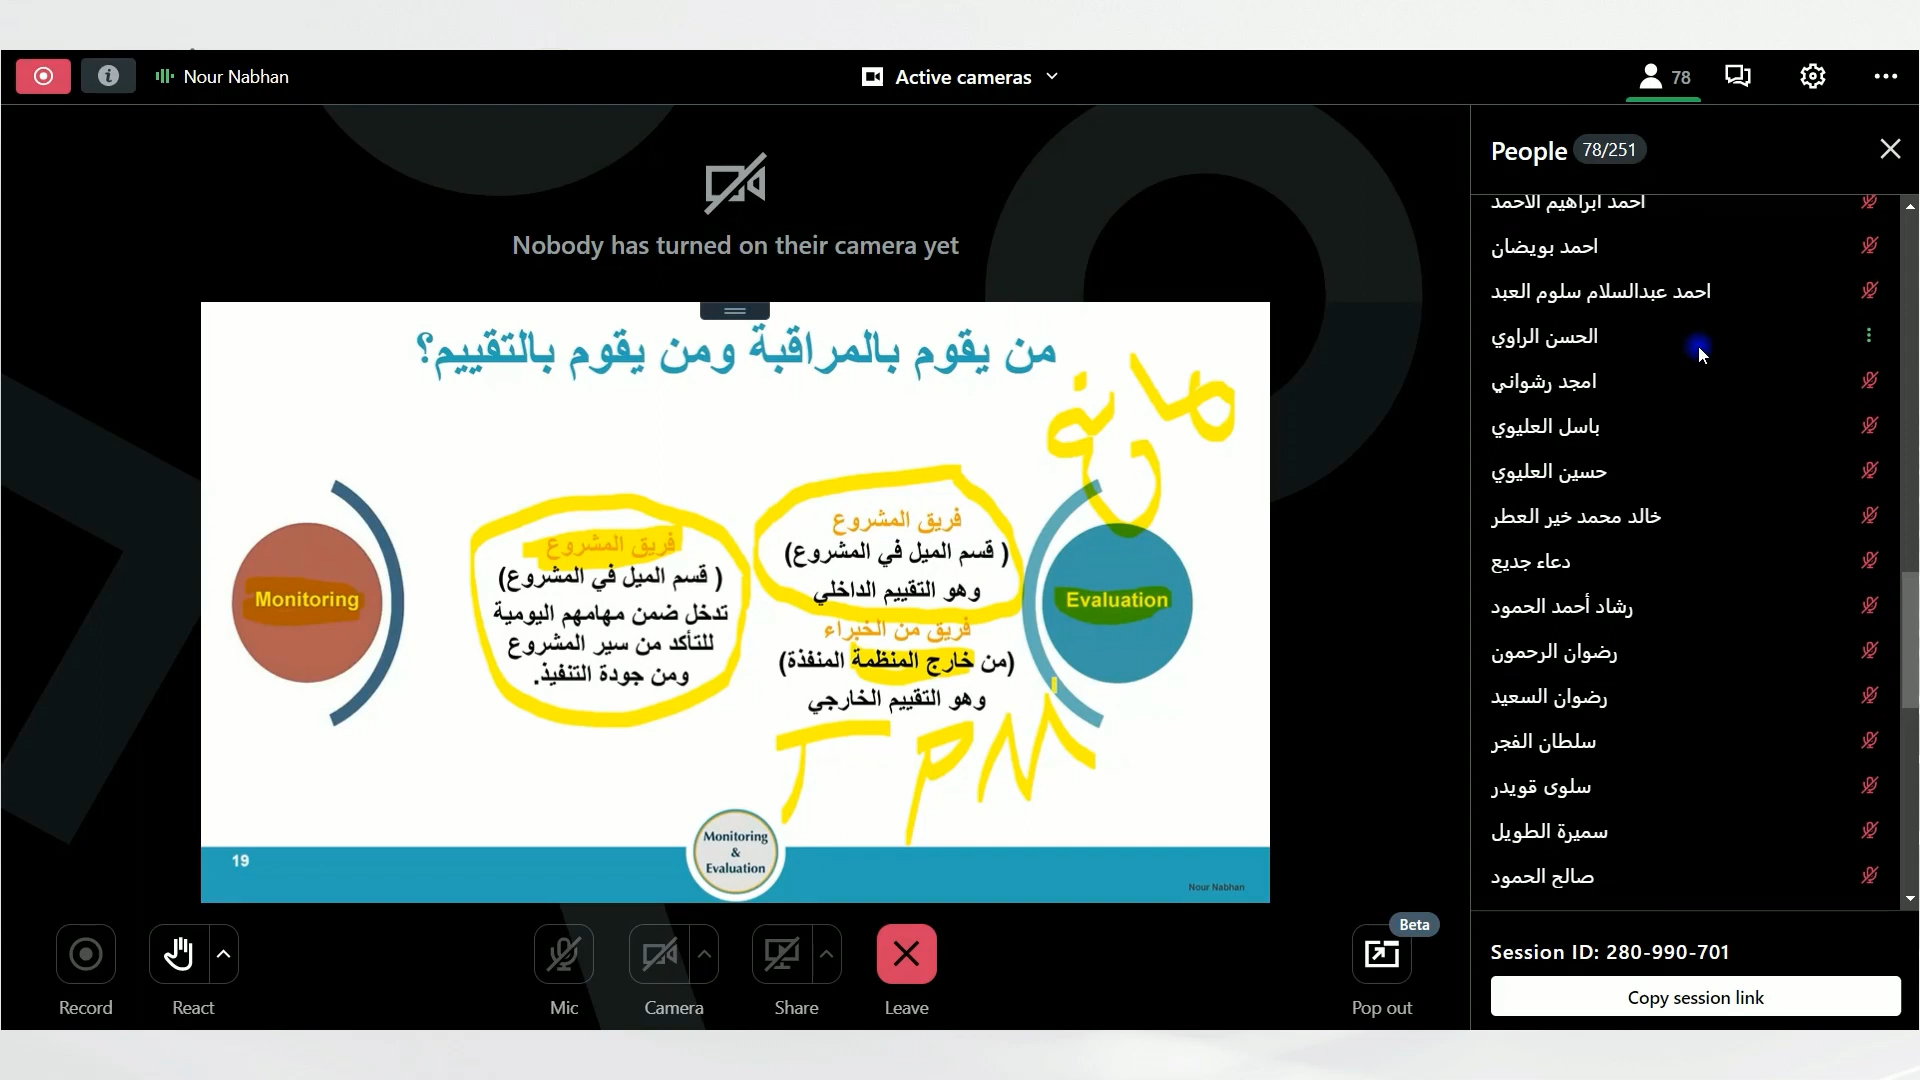 Nour Nabhan
Active cameras
78
People 78/251
احمد ابراهيم الاحمد
احمد بويضان
احمد عبدالسلام سلوم العبد
الحسن الراوي
امجد رشواني
باسل العليوي
حسين العليوي
خالد محمد خير العطر
دعاء جديع
رشاد أحمد الحمود
رضوان الرحمون
رضوان السعيد
سلطان الفجر
سلوى قويدر
سميرة الطويل
صالح الحمود
Session ID: 280-990-701
Copy session link
Nobody has turned on their camera yet
من يقوم بالمراقبة ومن يقوم بالتقييم؟
Evaluation
فريق المشروع
( قسم الميل في المشروع)
وهو التقييم الداخلي
فريق من الخبراء
(من خارج المنظمة المنفذة)
وهو التقييم الخارجي
TPM
فريق المشروع
( قسم الميل في المشروع)
تدخل ضمن مهامهم اليومية
للتأكد من سير المشروع
ومن جودة التنفيذ.
Monitoring
19
Monitoring
&
Evaluation
Nour Nabhan
Record
React
Mic
Camera
Share
Leave
Beta
Pop out